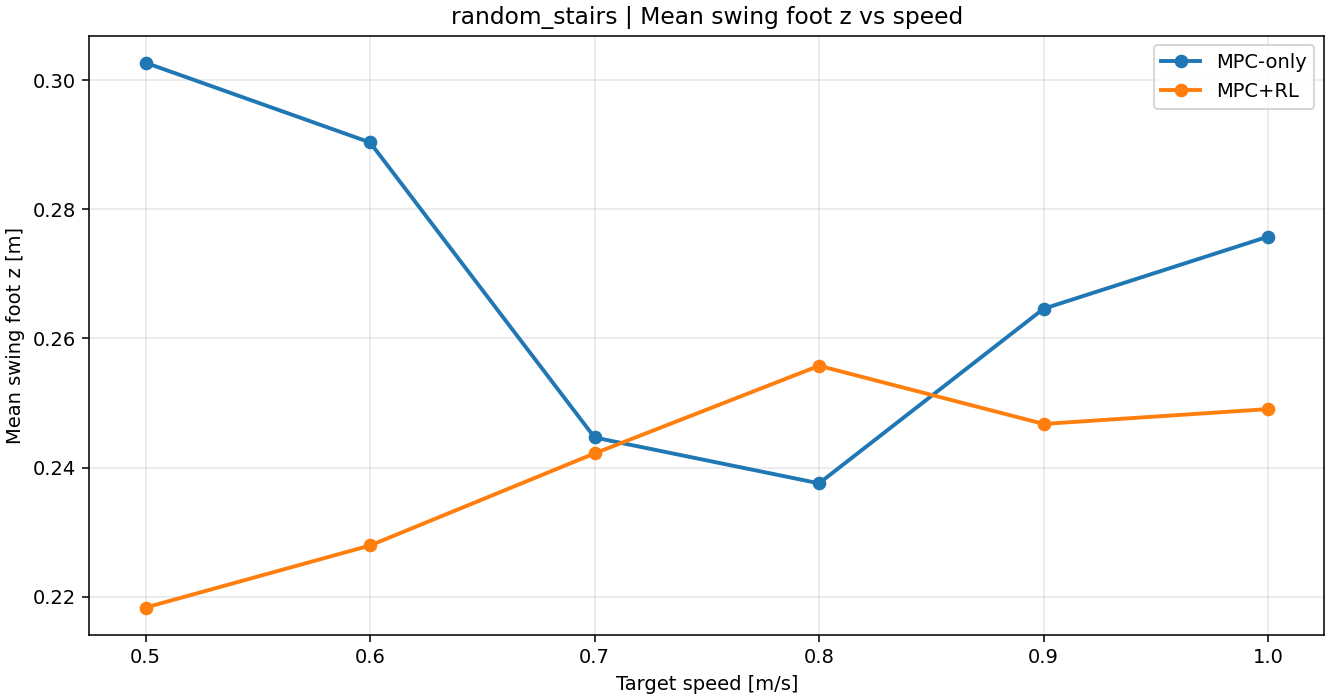 random_stairs | Mean swing foot z vs speed
MPC-only
MPC+RL
Mean swing foot z [m]
0.30
0.28
0.26
0.24
0.22
0.5 0.6 0.7 0.8 0.9 1.0
Target speed [m/s]